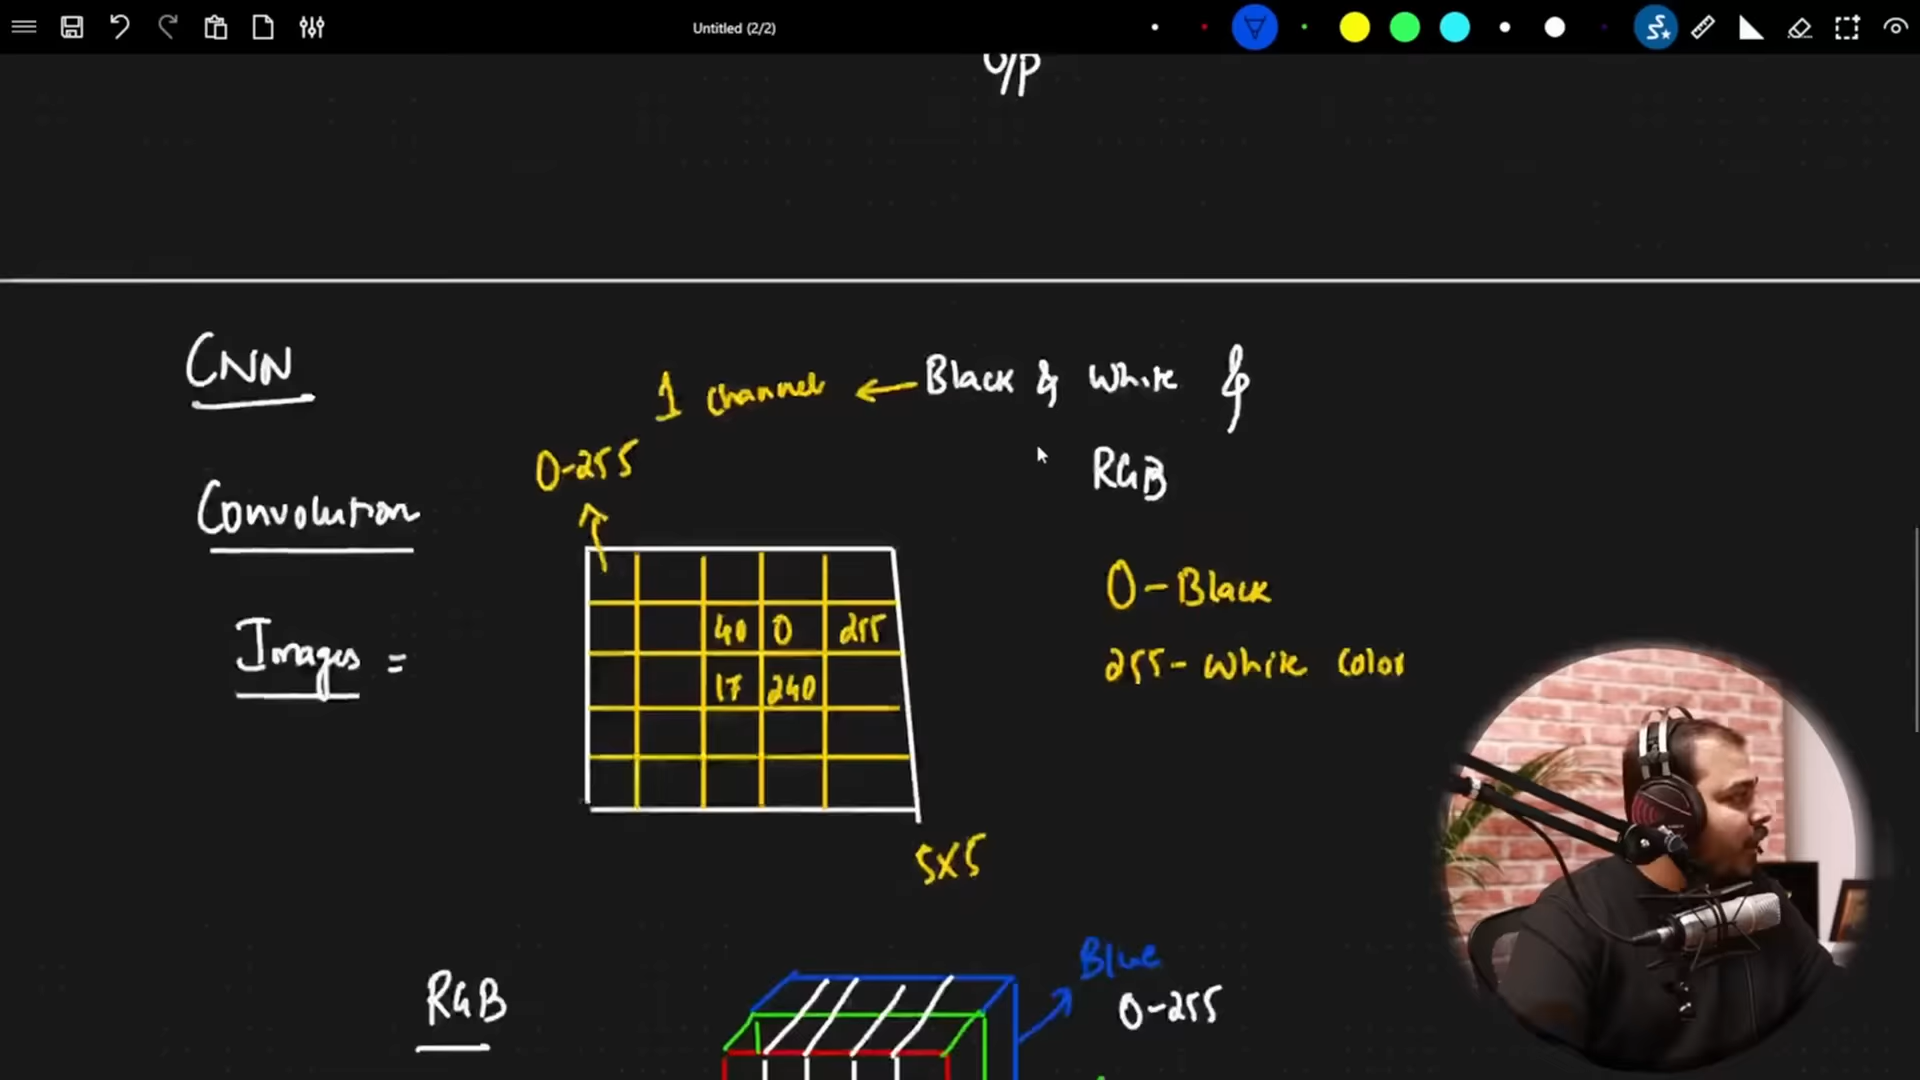 Untitled (2/2)
O/P
CNN
1 channel ← Black & White &
0-255
RGB
Convolution
0 - Black
40 0 255
Images =
255 - White Color
17 240
5x5
Blue
RGB
0-255